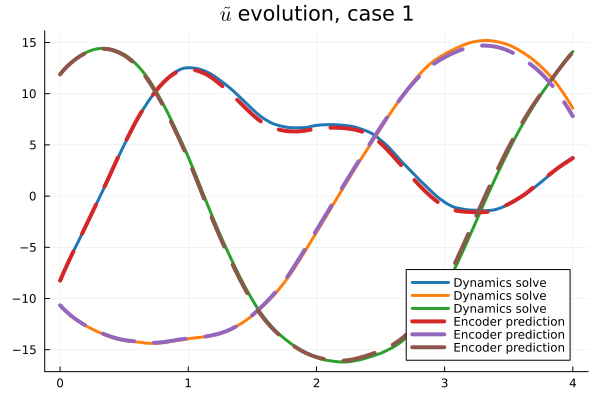 ũ evolution, case 1
15
10
5
0
−5
−10
−15
0
1
2
3
4
Dynamics solve
Dynamics solve
Dynamics solve
Encoder prediction
Encoder prediction
Encoder prediction